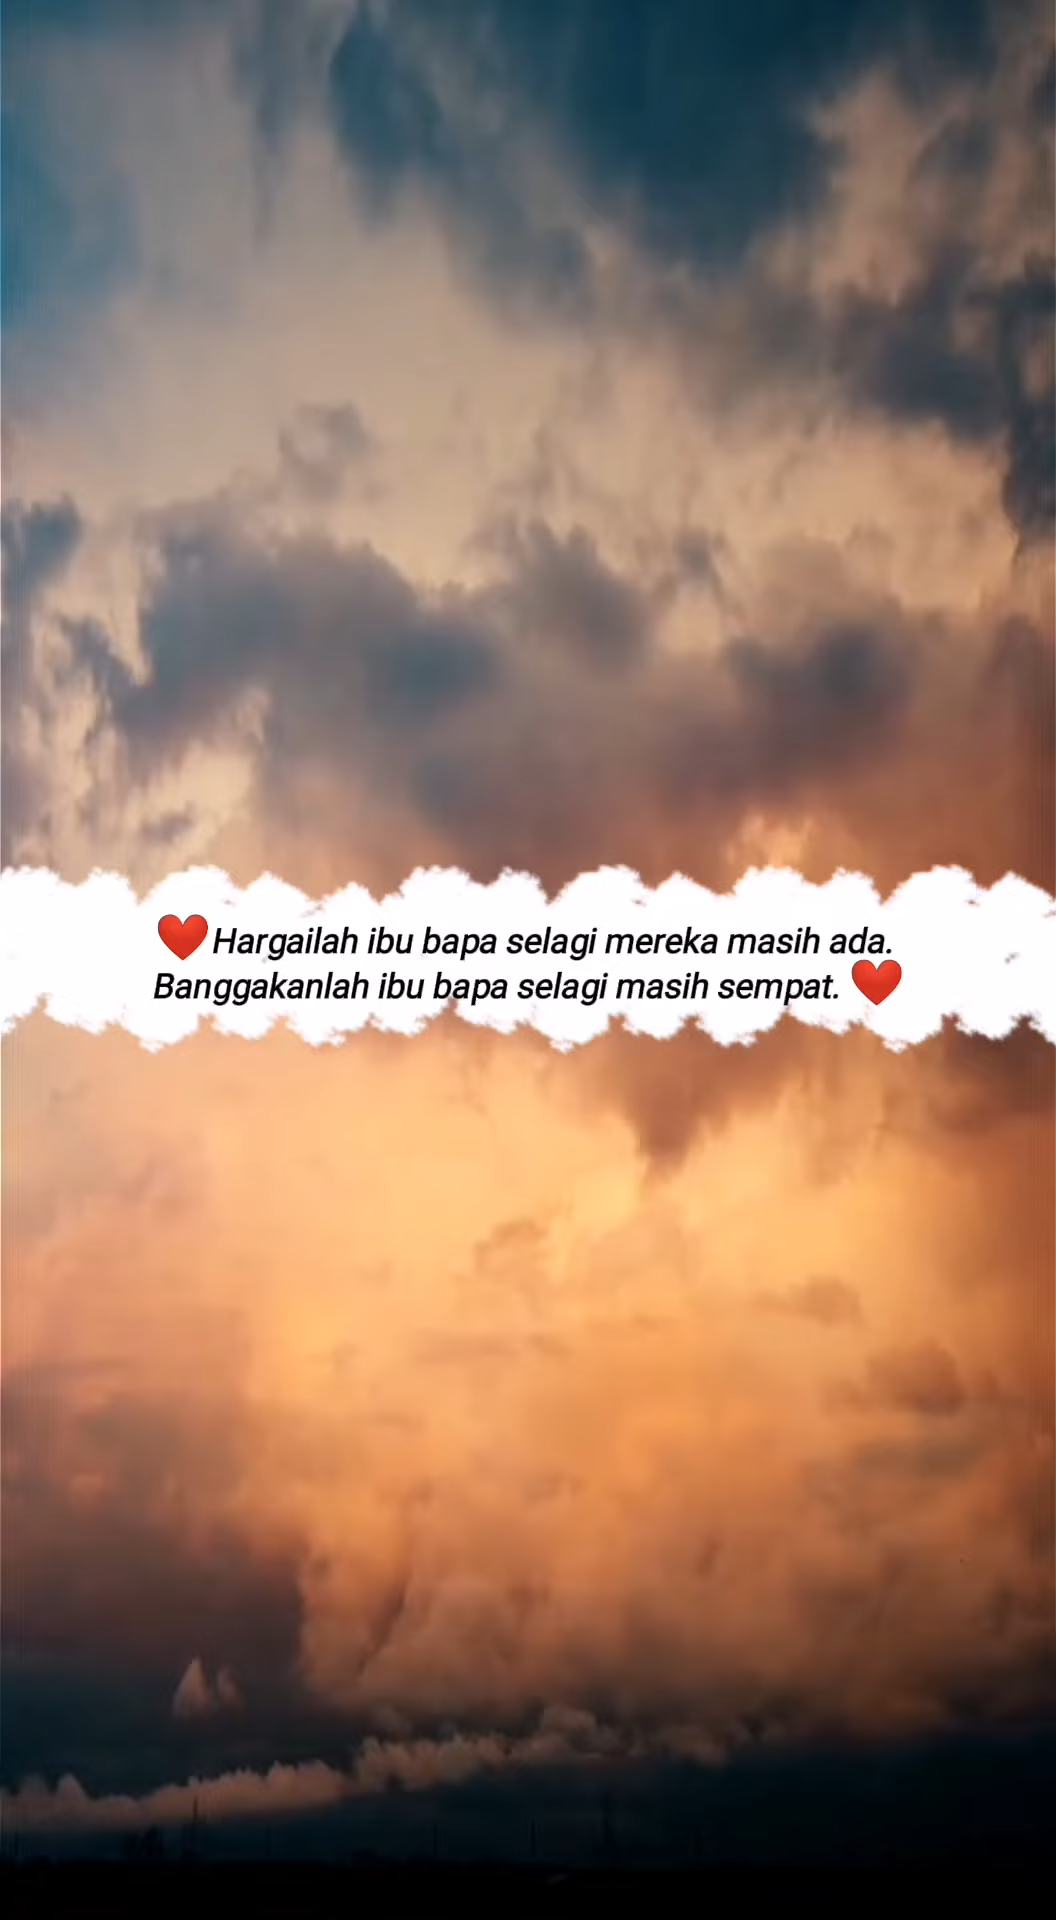 ❤️Hargailah ibu bapa selagi mereka masih ada.
Banggakanlah ibu bapa selagi masih sempat. ❤️